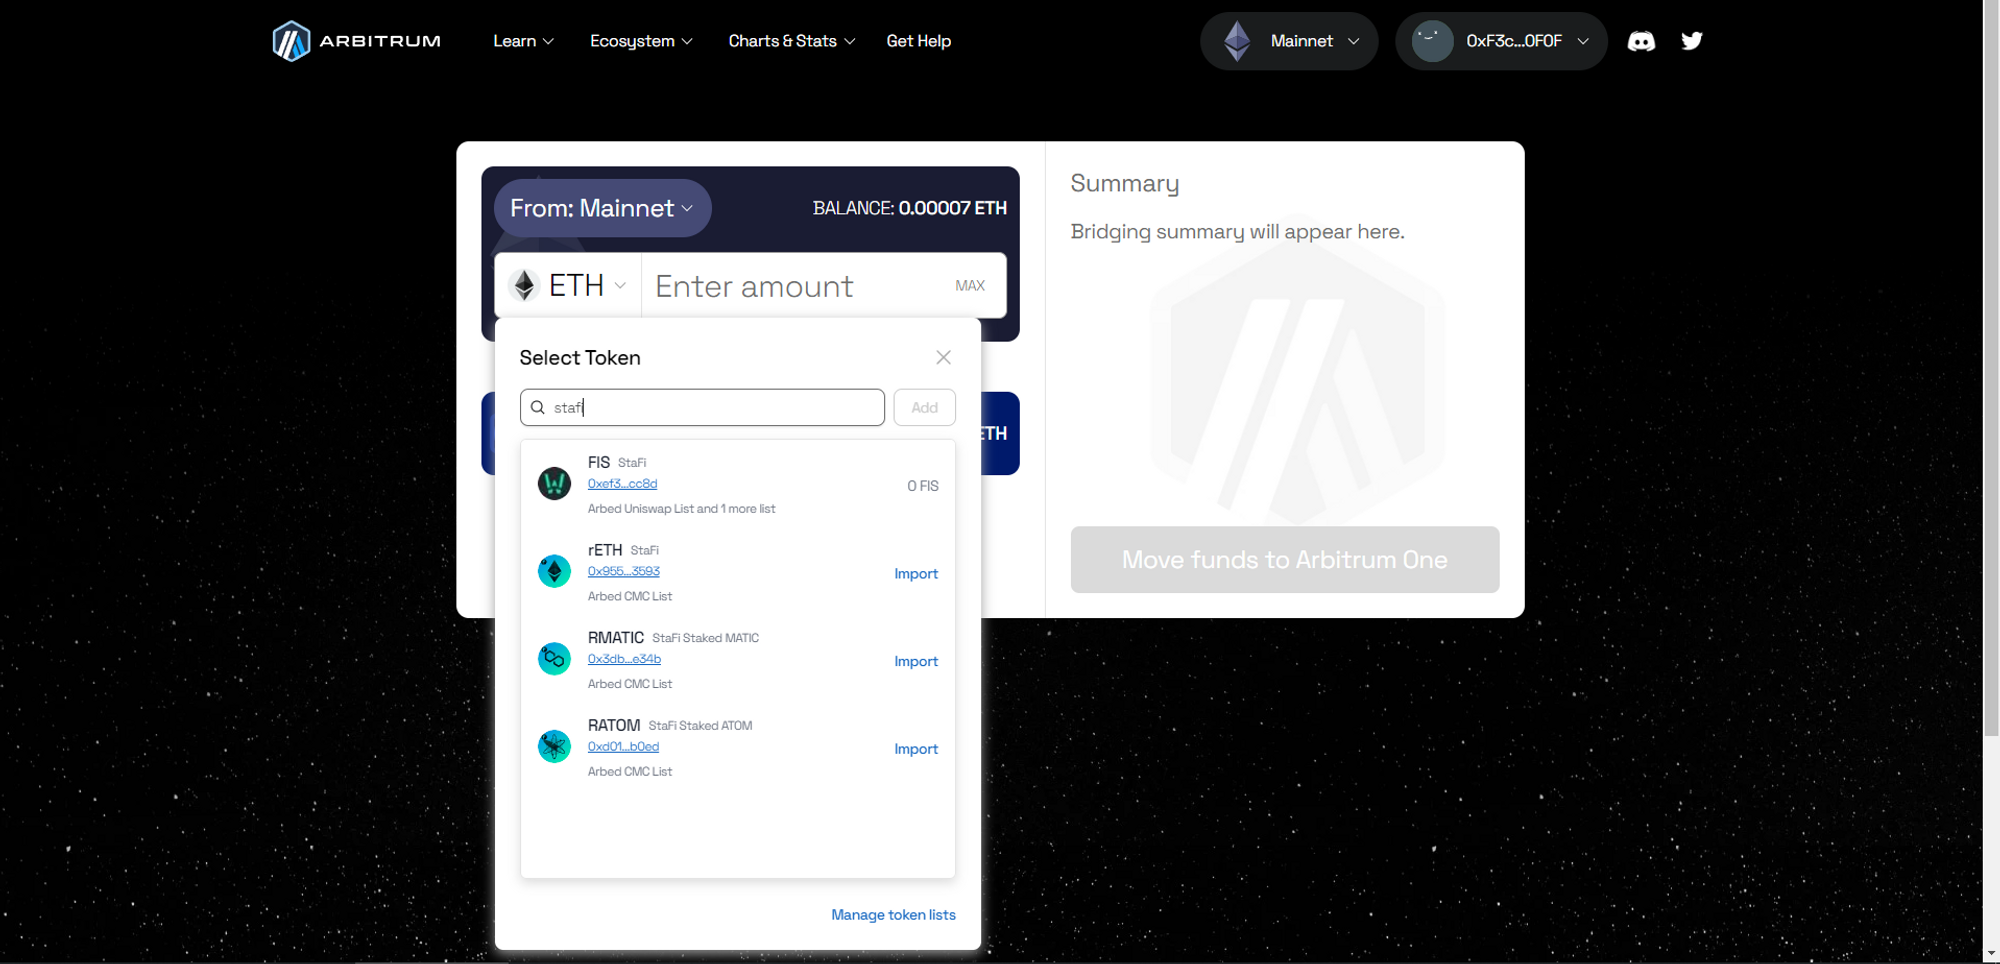 ARBITRUM
Learn
Ecosystem
Charts & Stats
Get Help
Mainnet
0xF3c...0F0F
From: Mainnet
BALANCE: 0.00007 ETH
ETH
Enter amount
MAX
Select Token
stafi
Add
ETH
FIS StaFi
0xef3...cc8d
0 FIS
Arbed Uniswap List and 1 more list
rETH StaFi
0x955...3593
Import
Arbed CMC List
RMATIC StaFi Staked MATIC
0x3db...e34b
Import
Arbed CMC List
RATOM StaFi Staked ATOM
0xd01...b0ed
Import
Arbed CMC List
Manage token lists
Summary
Bridging summary will appear here.
Move funds to Arbitrum One